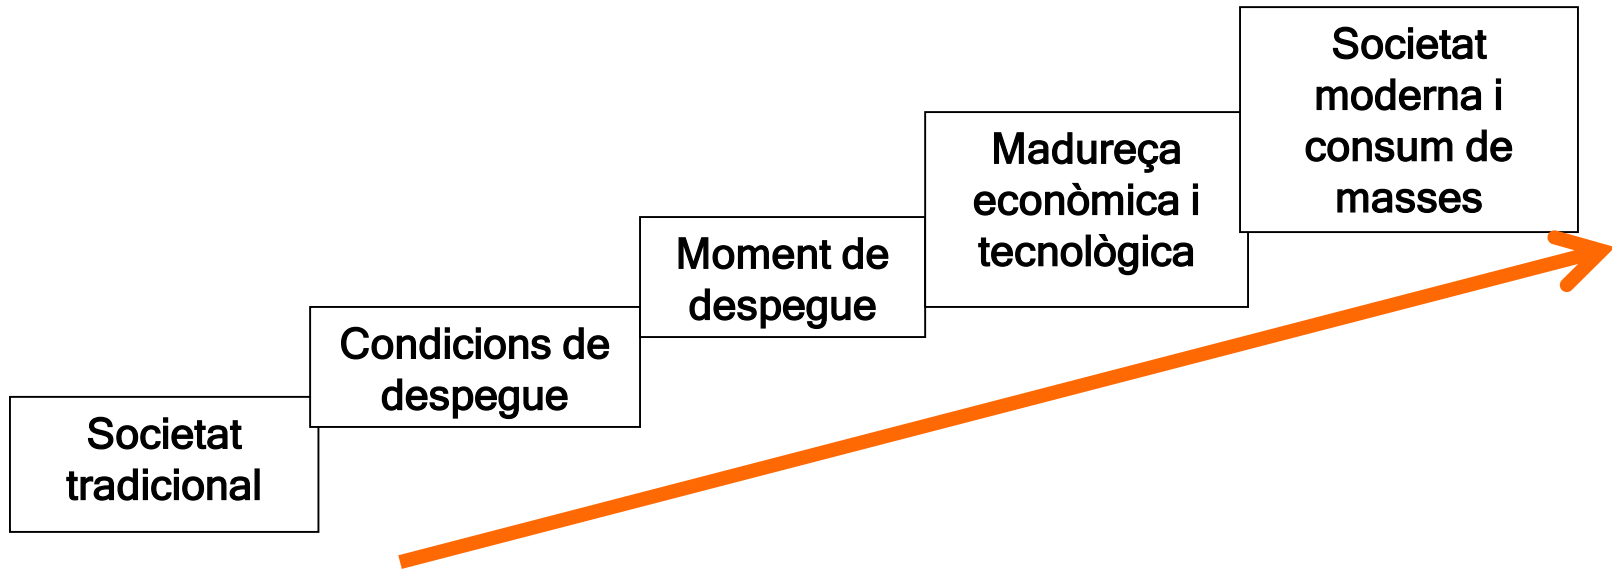 Societat
tradicional
Condicions de
despegue
Moment de
despegue
Madureça
econòmica i
tecnològica
Societat
moderna i
consum de
masses